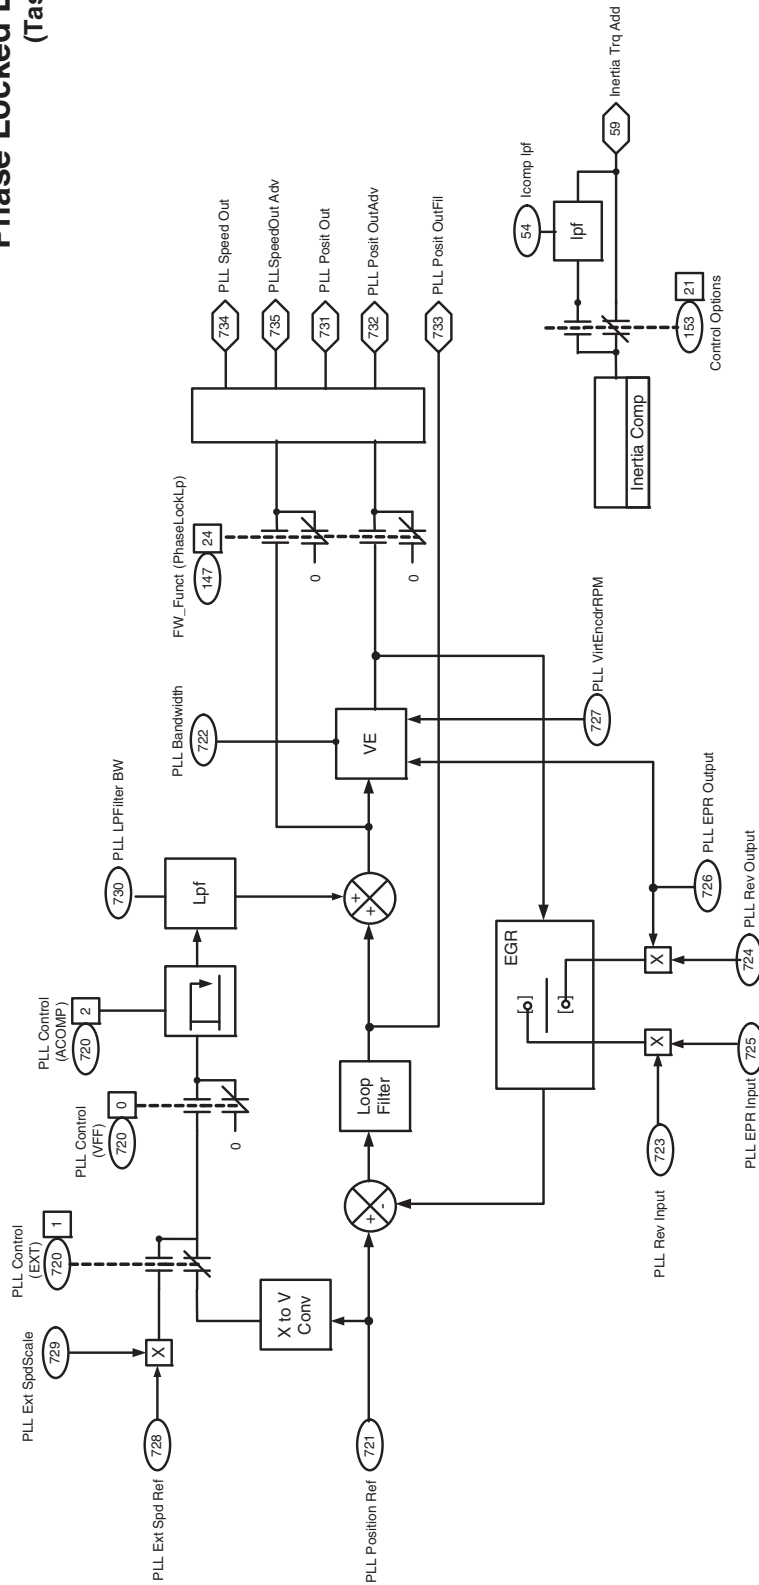 Phase Locked
(Tas
PLL Ext SpdScale
729
PLL Ext Spd Ref
728
X
PLL Control
(EXT)
720
1
PLL Control
(VFF)
720
0
0
PLL Control
(ACOMP)
720
2
PLL LPFilter BW
730
Lpf
PLL Bandwidth
722
FW_Funct (PhaseLockLp)
147
24
0
0
734
PLL Speed Out
735
PLLSpeedOut Adv
731
PLL Posit Out
732
PLL Posit OutAdv
733
PLL Posit OutFil
PLL Position Ref
721
X to V
Conv
+
-
Loop
Filter
+
+
VE
EGR
[.]
[.]
727
PLL VirtEncdrRPM
PLL Rev Input
723
X
725
PLL EPR Input
X
724
PLL Rev Output
726
PLL EPR Output
Inertia Comp
153
21
Control Options
lpf
54
Icomp lpf
59
Inertia Trq Add